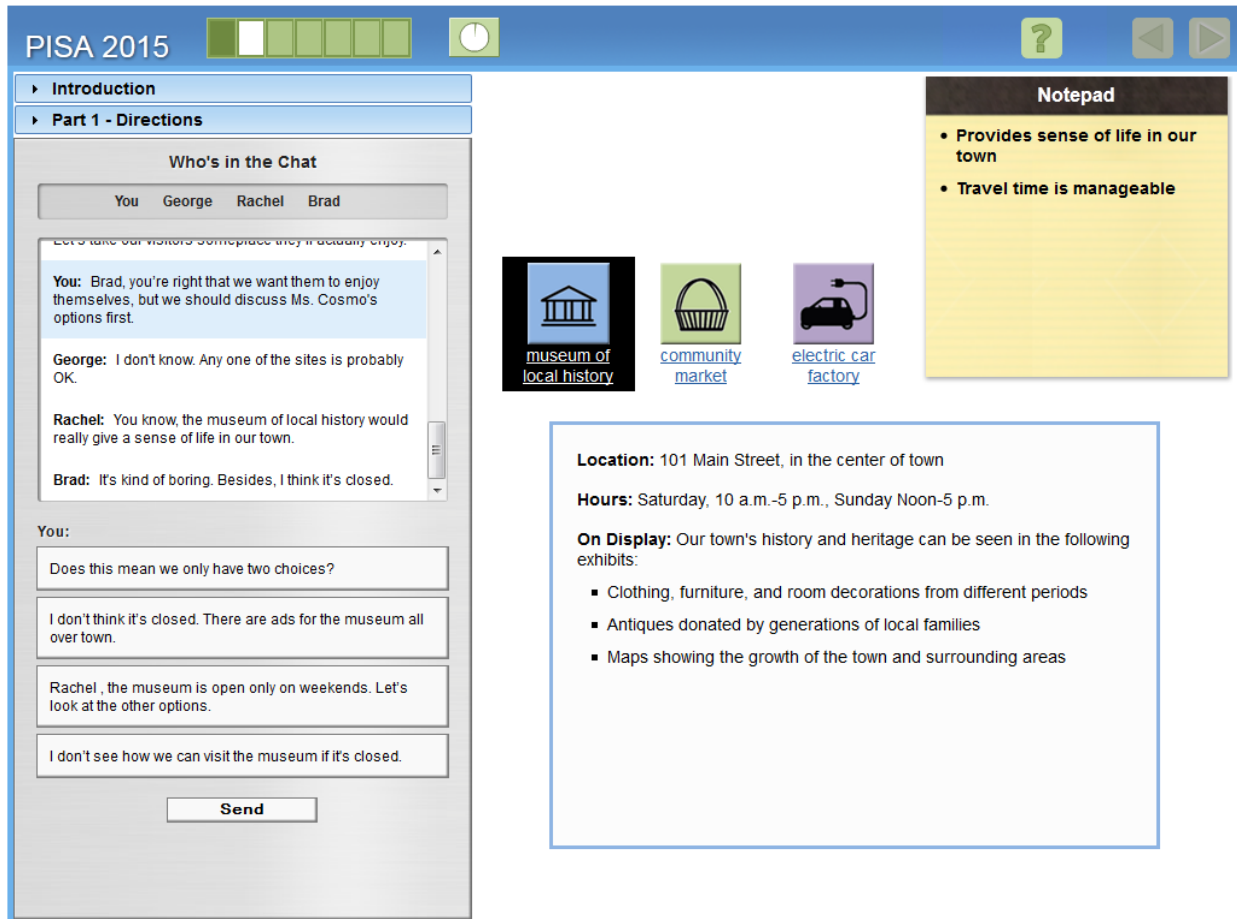 PISA 2015
?
Introduction
Part 1 - Directions
Who's in the Chat
You George Rachel Brad
Let's take our visitors someplace they'll actually enjoy.
You: Brad, you're right that we want them to enjoy
themselves, but we should discuss Ms. Cosmo's
options first.
George: I don't know. Any one of the sites is probably
OK.
Rachel: You know, the museum of local history would
really give a sense of life in our town.
Brad: It's kind of boring. Besides, I think it's closed.
You:
Does this mean we only have two choices?
I don't think it's closed. There are ads for the museum all
over town.
Rachel , the museum is open only on weekends. Let's
look at the other options.
I don't see how we can visit the museum if it's closed.
Send
museum of
local history
community
market
electric car
factory
Notepad
• Provides sense of life in our
town
• Travel time is manageable
Location: 101 Main Street, in the center of town
Hours: Saturday, 10 a.m.-5 p.m., Sunday Noon-5 p.m.
On Display: Our town's history and heritage can be seen in the following
exhibits:
▪ Clothing, furniture, and room decorations from different periods
▪ Antiques donated by generations of local families
▪ Maps showing the growth of the town and surrounding areas